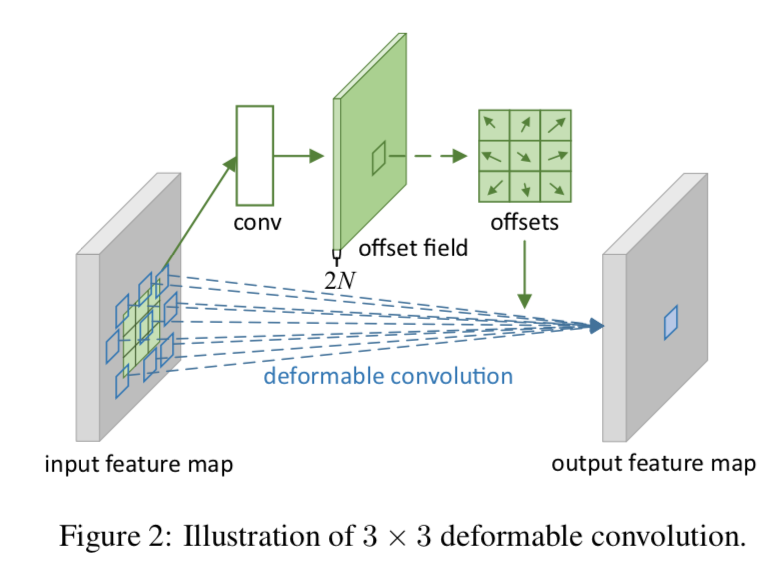 conv
offset field
offsets
2N
deformable convolution
input feature map
output feature map
Figure 2: Illustration of 3 × 3 deformable convolution.